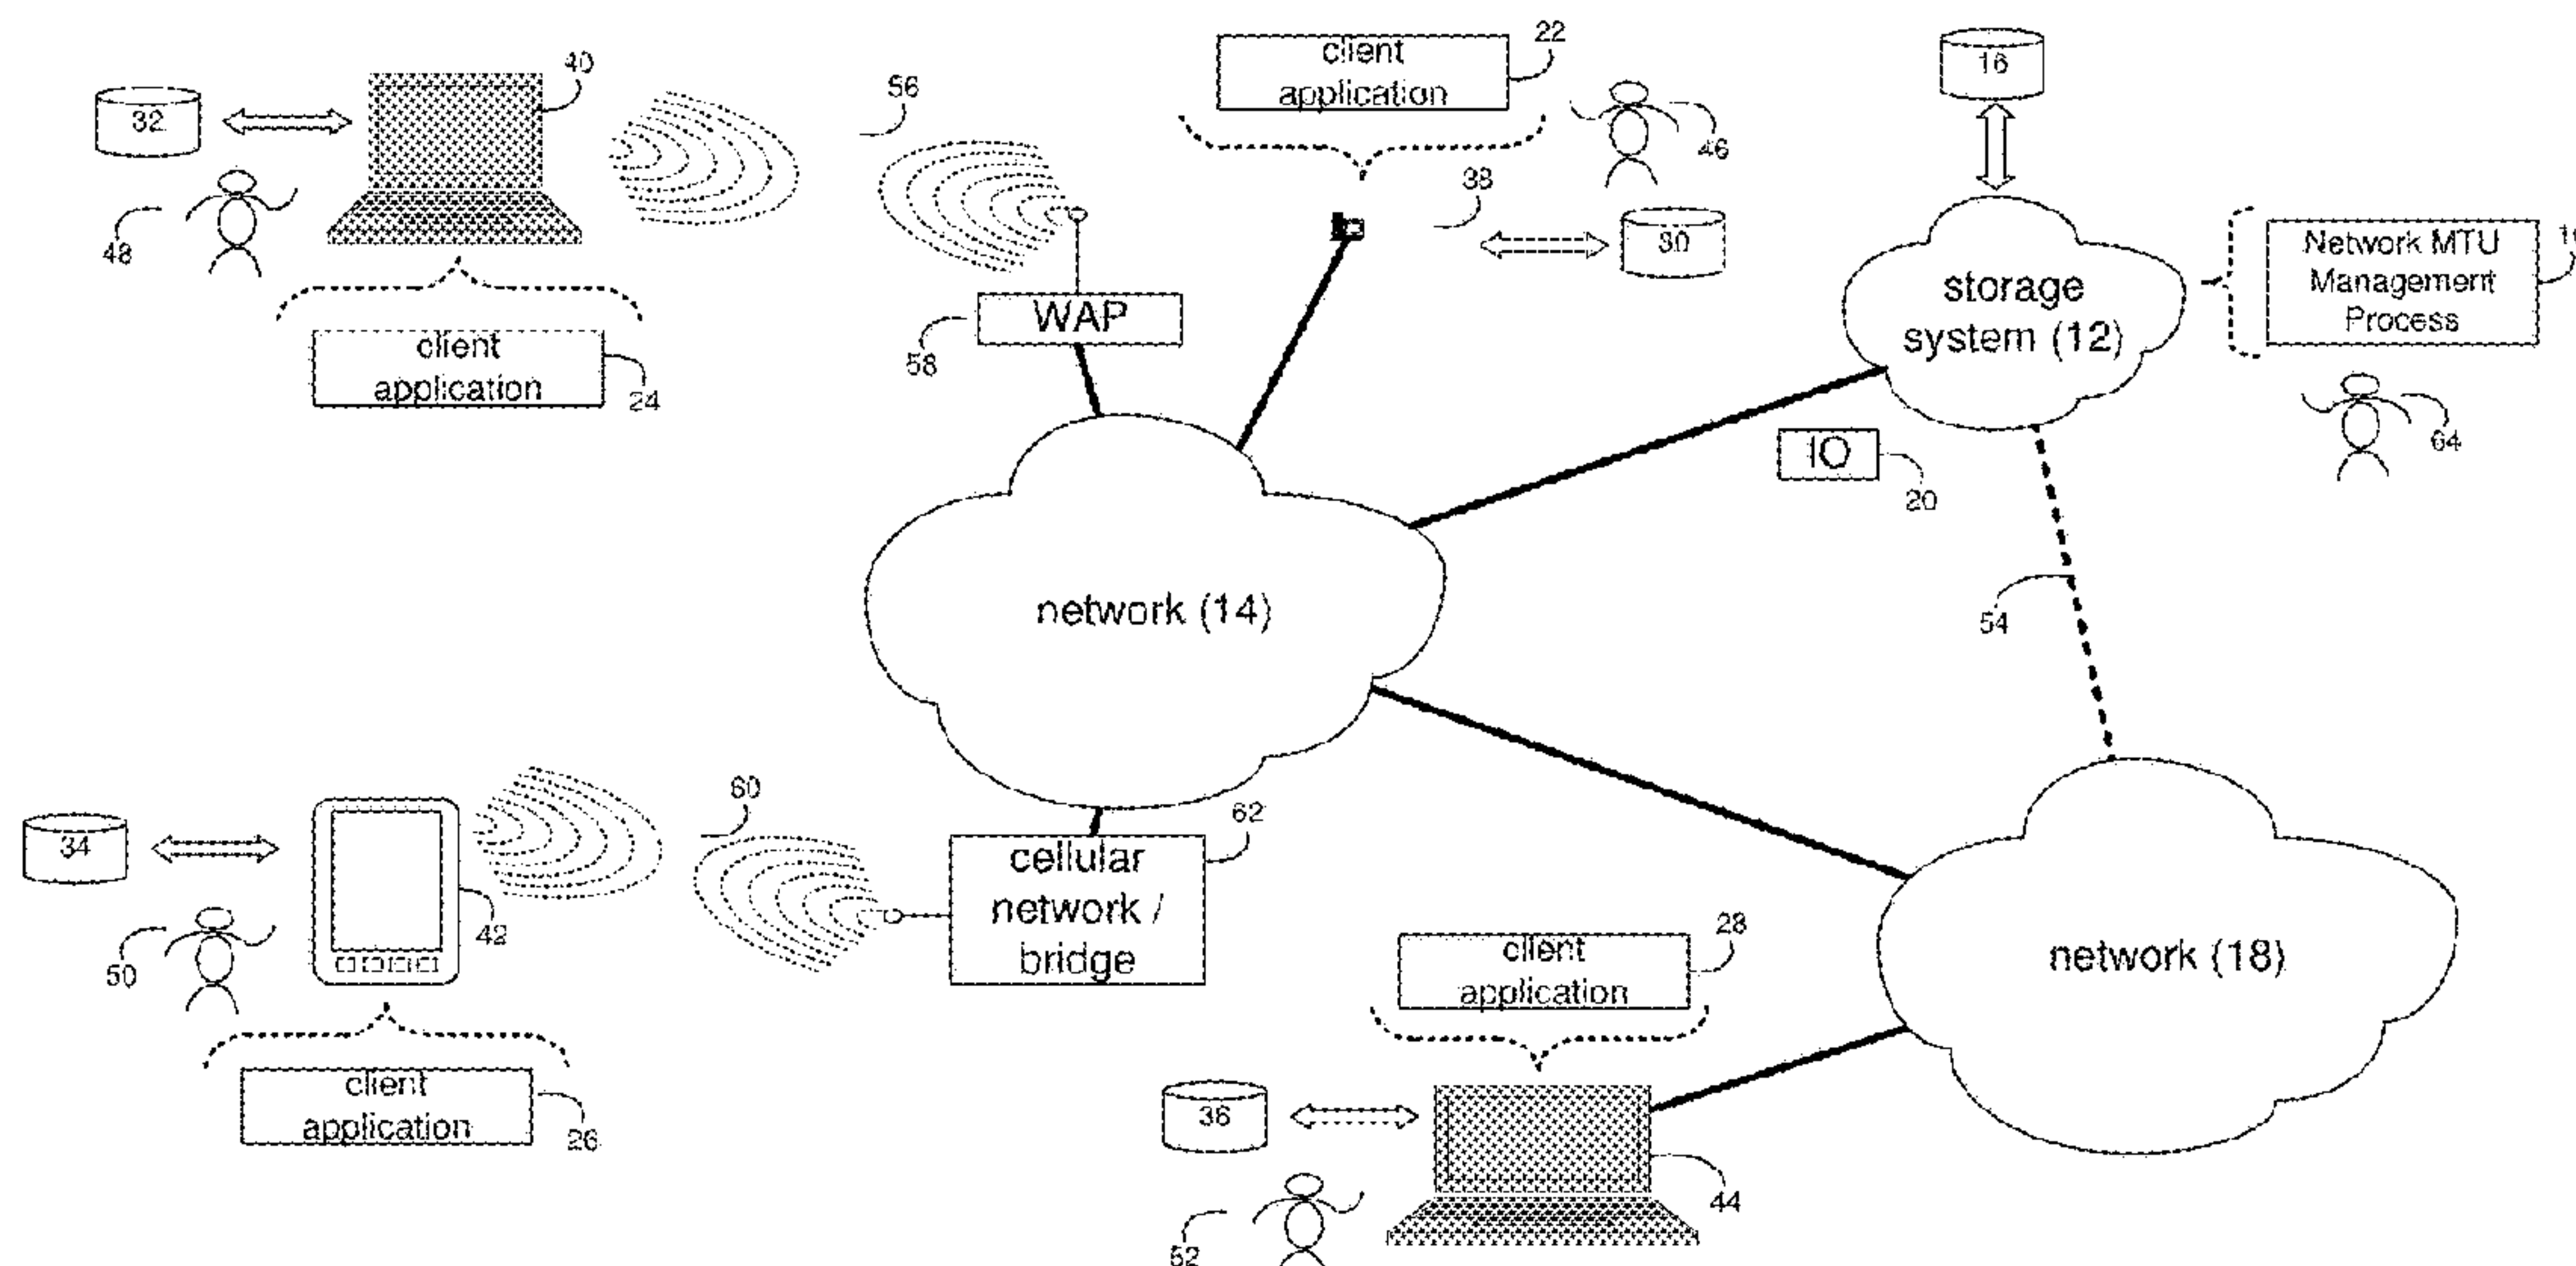 40
32
48
client
application
24
56
WAP
58
client
application
22
46
38
30
16
storage
system (12)
Network MTU
Management
Process
64
IO
20
network (14)
54
34
42
50
client
application
26
60
cellular
network /
bridge
62
client
application
28
36
44
52
network (18)